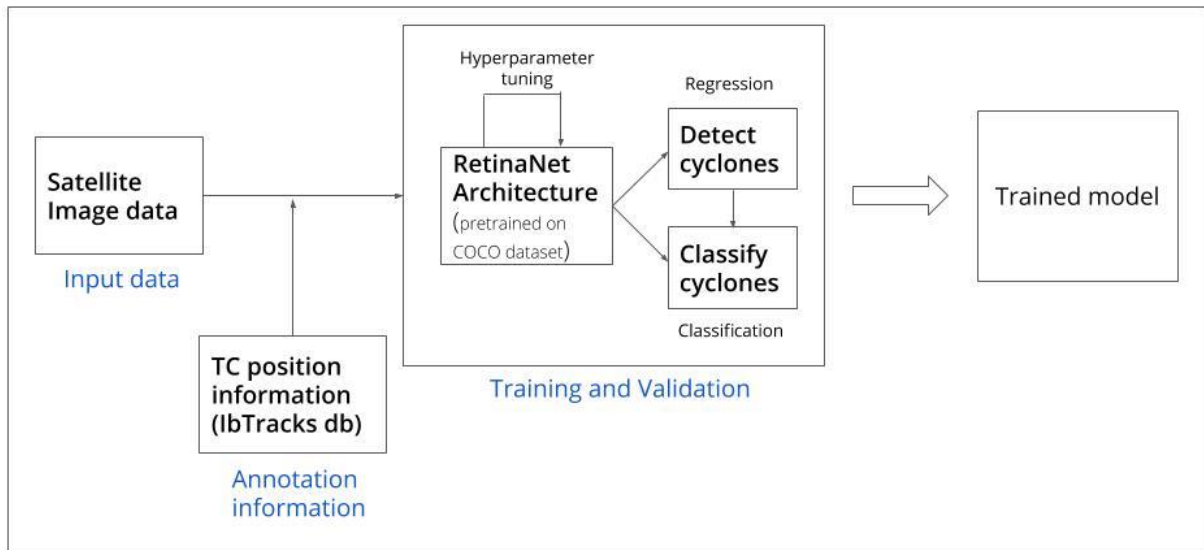 Satellite
Image data
Input data
TC position
information
(IbTracks db)
Annotation
information
Hyperparameter
tuning
RetinaNet
Architecture
(pretrained on
COCO dataset)
Regression
Detect
cyclones
Classify
cyclones
Classification
Training and Validation
Trained model